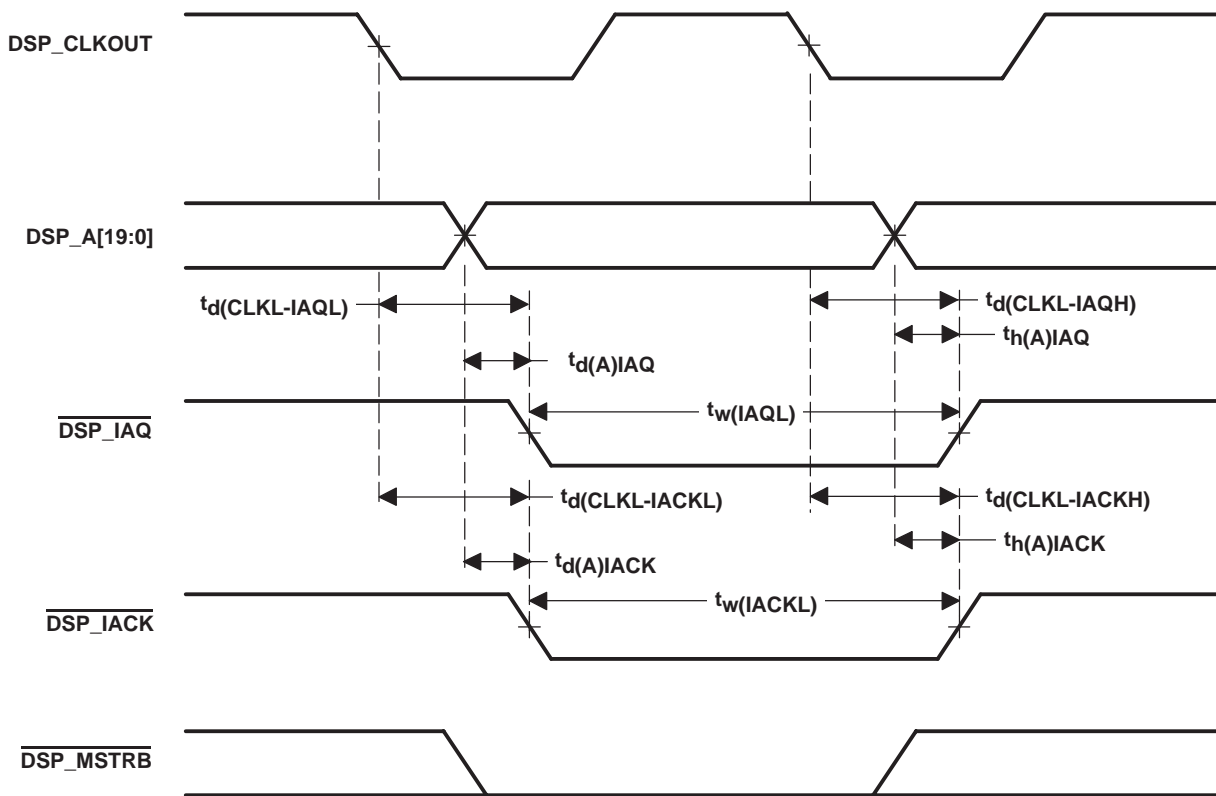 DSP_CLKOUT
DSP_A[19:0]
td(CLKL-IAQL)
td(CLKL-IAQH)
th(A)IAQ
td(A)IAQ
tw(IAQL)
DSP_IAQ
td(CLKL-IACKL)
td(CLKL-IACKH)
th(A)IACK
td(A)IACK
tw(IACKL)
DSP_IACK
DSP_MSTRB